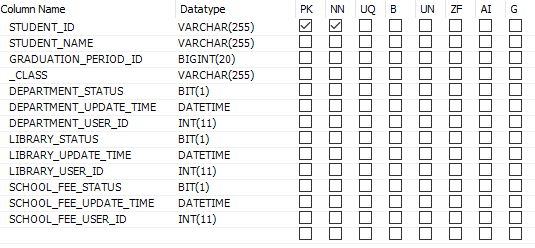 Column Name Datatype PK NN UQ B UN ZF AI G
STUDENT_ID VARCHAR(255)
STUDENT_NAME VARCHAR(255)
GRADUATION_PERIOD_ID BIGINT(20)
_CLASS VARCHAR(255)
DEPARTMENT_STATUS BIT(1)
DEPARTMENT_UPDATE_TIME DATETIME
DEPARTMENT_USER_ID INT(11)
LIBRARY_STATUS BIT(1)
LIBRARY_UPDATE_TIME DATETIME
LIBRARY_USER_ID INT(11)
SCHOOL_FEE_STATUS BIT(1)
SCHOOL_FEE_UPDATE_TIME DATETIME
SCHOOL_FEE_USER_ID INT(11)